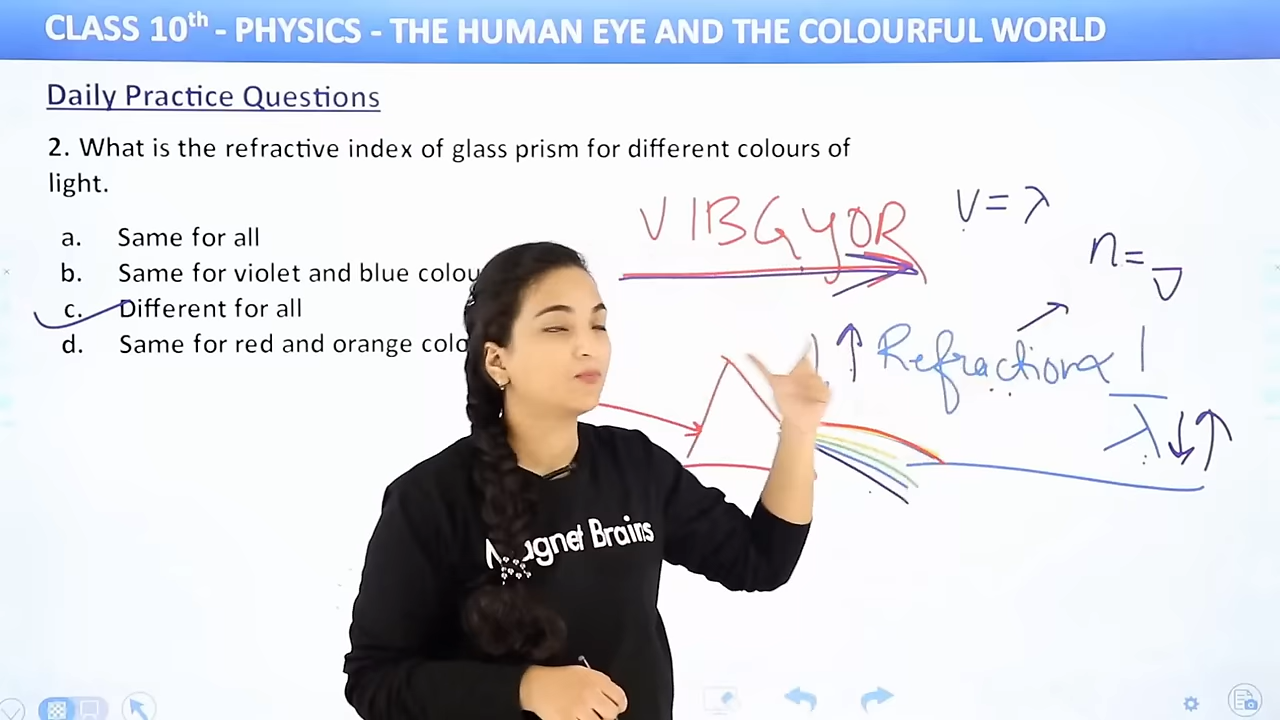 CLASS 10th - PHYSICS - THE HUMAN EYE AND THE COLOURFUL WORLD
Daily Practice Questions
2. What is the refractive index of glass prism for different colours of
light.
a. Same for all
b. Same for violet and blue colou
c. Different for all
d. Same for red and orange colo
VIBGYOR
v = λ
n =
Refraction ∝ 1
λ
Magnet Brains